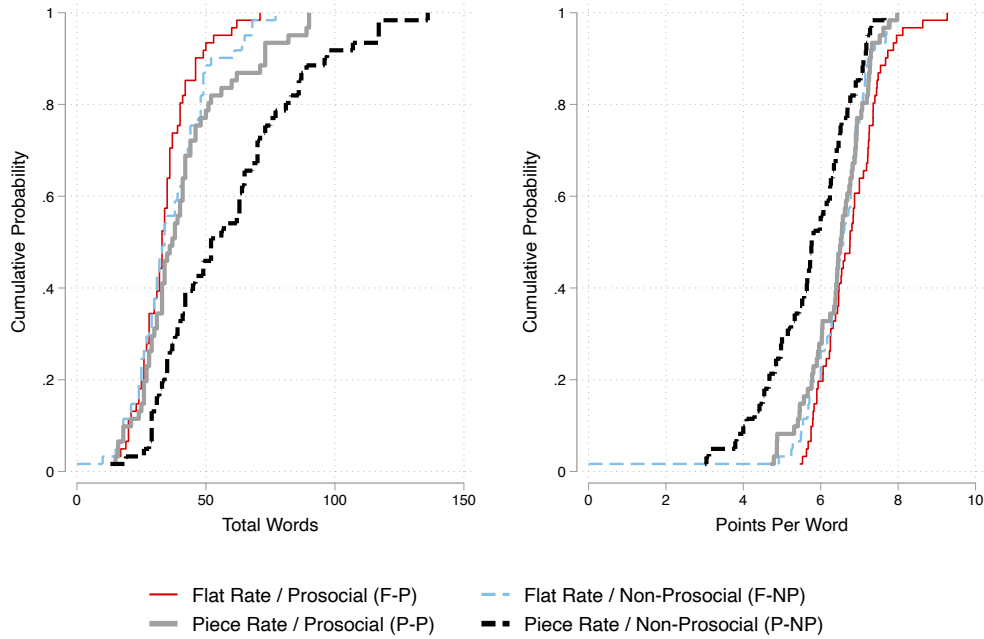 Cumulative Probability
1
.8
.6
.4
.2
0
0 50 100 150
Total Words
Cumulative Probability
1
.8
.6
.4
.2
0
0 2 4 6 8 10
Points Per Word
Flat Rate / Prosocial (F-P)
Flat Rate / Non-Prosocial (F-NP)
Piece Rate / Prosocial (P-P)
Piece Rate / Non-Prosocial (P-NP)